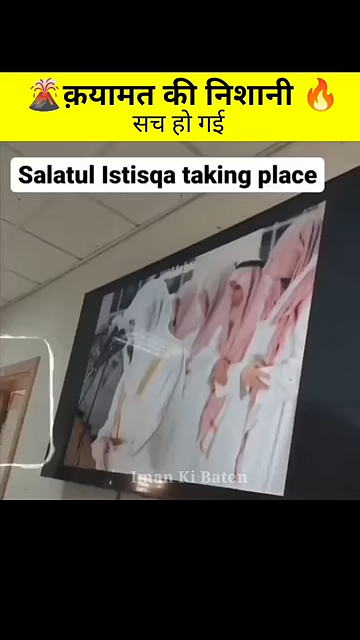 🌋क़यामत की निशानी 🔥
सच हो गई
Salatul Istisqa taking place
Iman Ki Baten